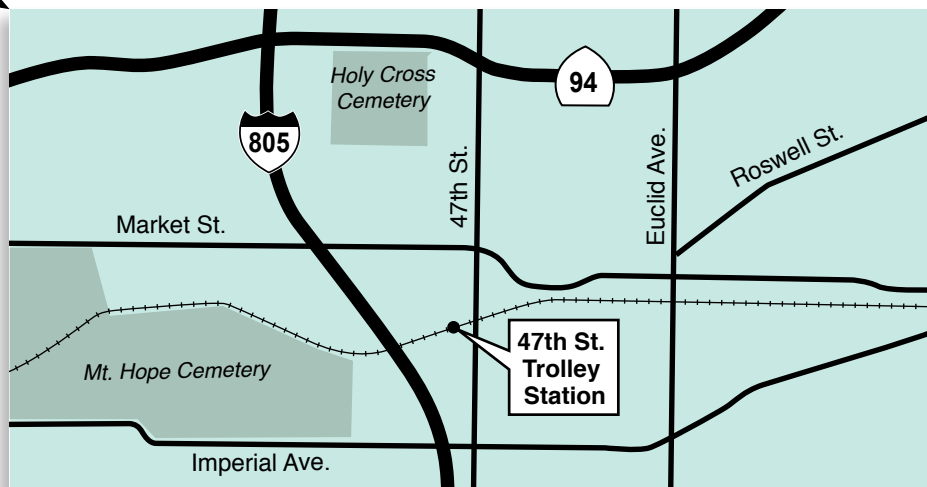 Holy Cross
Cemetery
94
805
47th St.
Euclid Ave.
Roswell St.
Market St.
47th St.
Trolley
Station
Mt. Hope Cemetery
Imperial Ave.